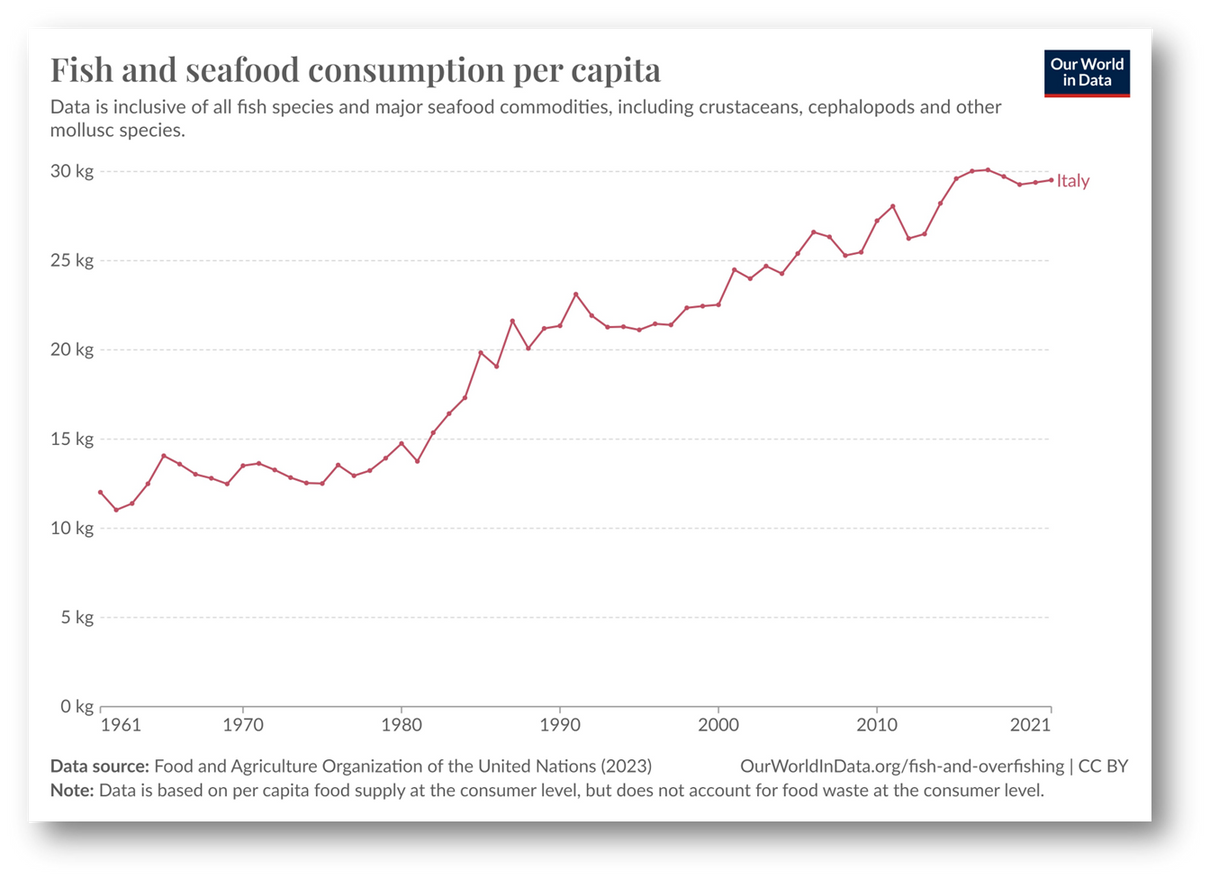 Fish and seafood consumption per capita
Our World
in Data
Data is inclusive of all fish species and major seafood commodities, including crustaceans, cephalopods and other
mollusc species.
30 kg
Italy
25 kg
20 kg
15 kg
10 kg
5 kg
0 kg
1961 1970 1980 1990 2000 2010 2021
Data source: Food and Agriculture Organization of the United Nations (2023) OurWorldInData.org/fish-and-overfishing | CC BY
Note: Data is based on per capita food supply at the consumer level, but does not account for food waste at the consumer level.